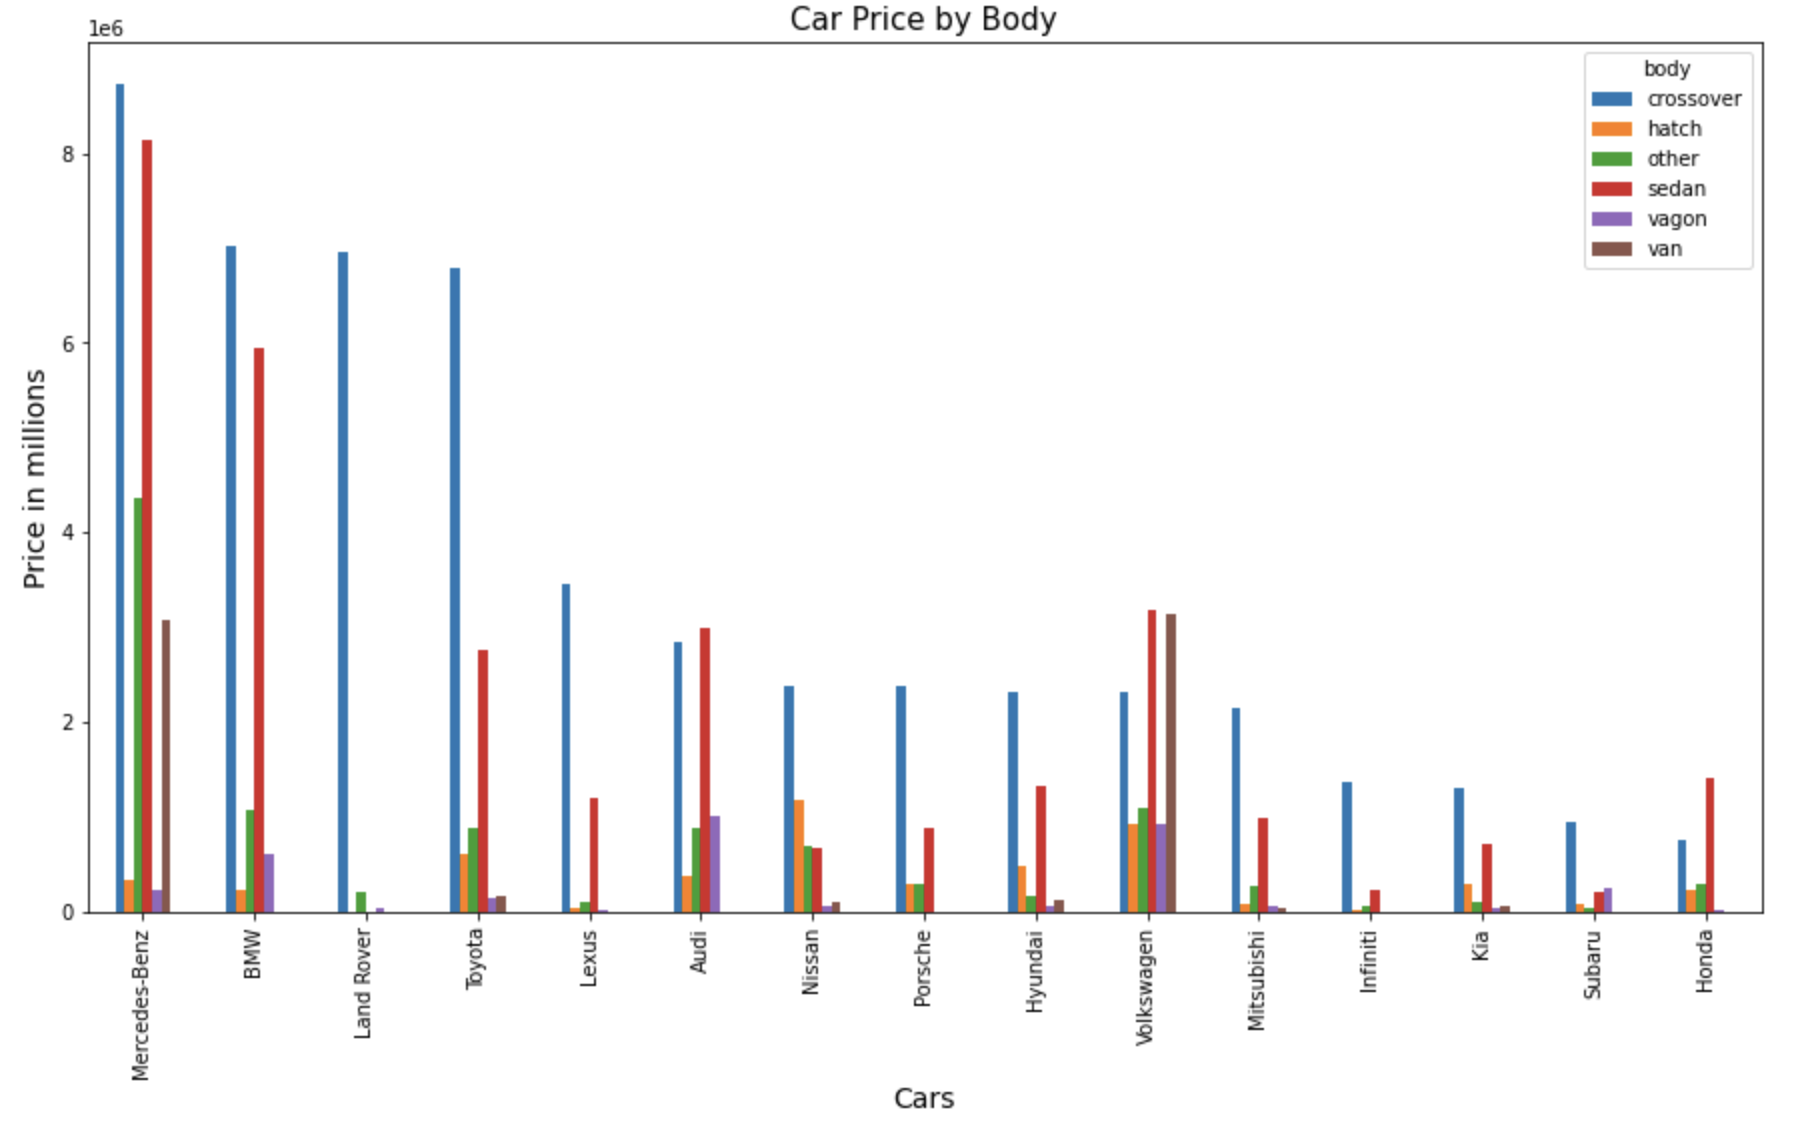 Car Price by Body
1e6
body
crossover
hatch
other
sedan
vagon
van
8
6
4
2
0
Price in millions
Mercedes-Benz
BMW
Land Rover
Toyota
Lexus
Audi
Nissan
Porsche
Hyundai
Volkswagen
Mitsubishi
Infiniti
Kia
Subaru
Honda
Cars